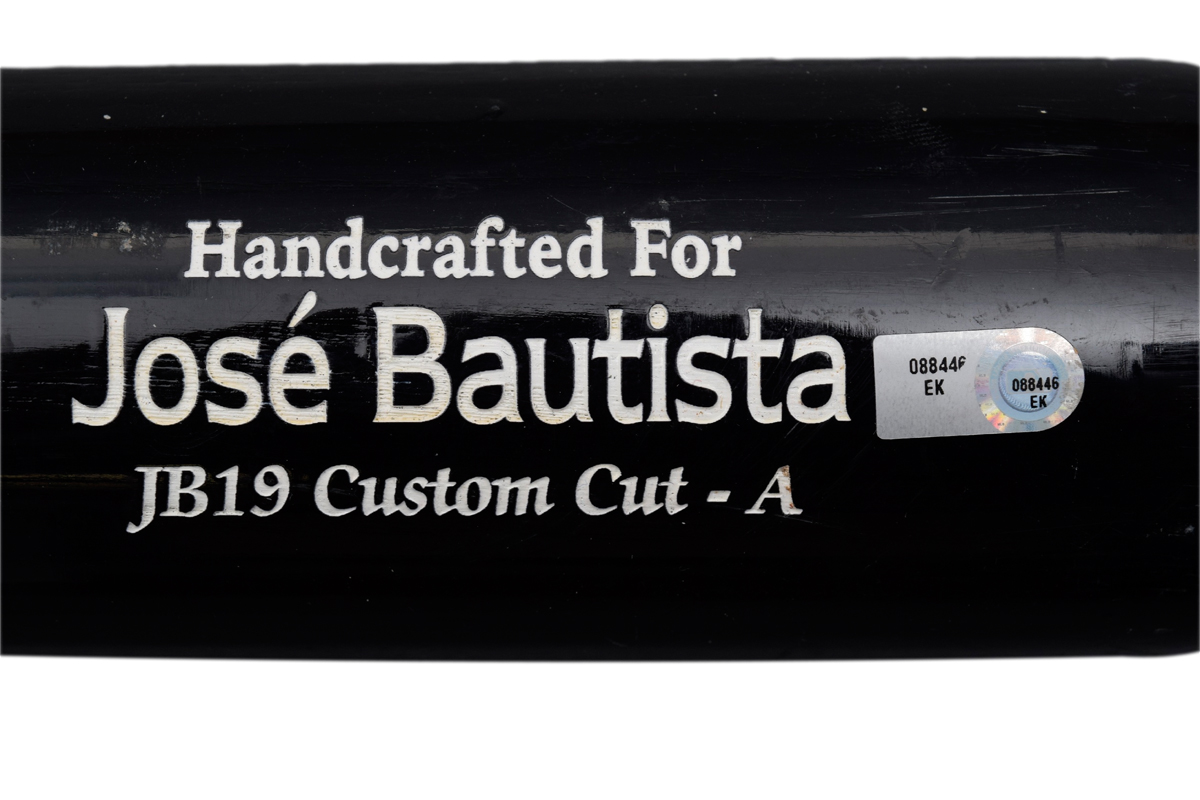 Handcrafted For
José Bautista
JB19 Custom Cut - A
088446
EK
088446
EK